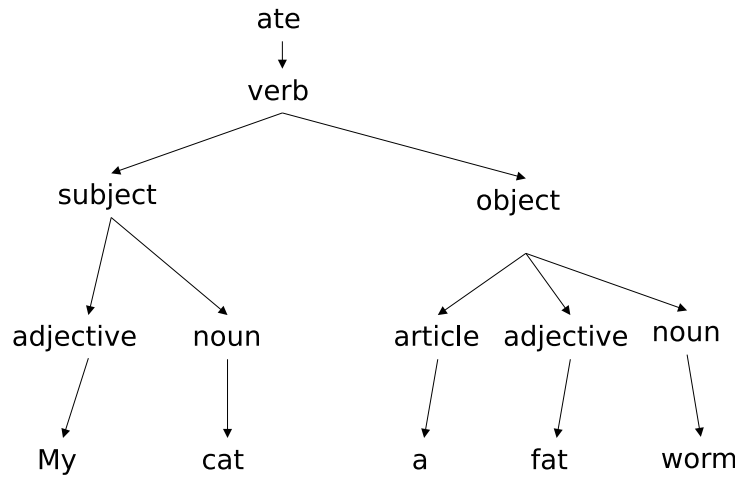 ate
verb
subject
object
adjective noun article adjective noun
My cat a fat worm